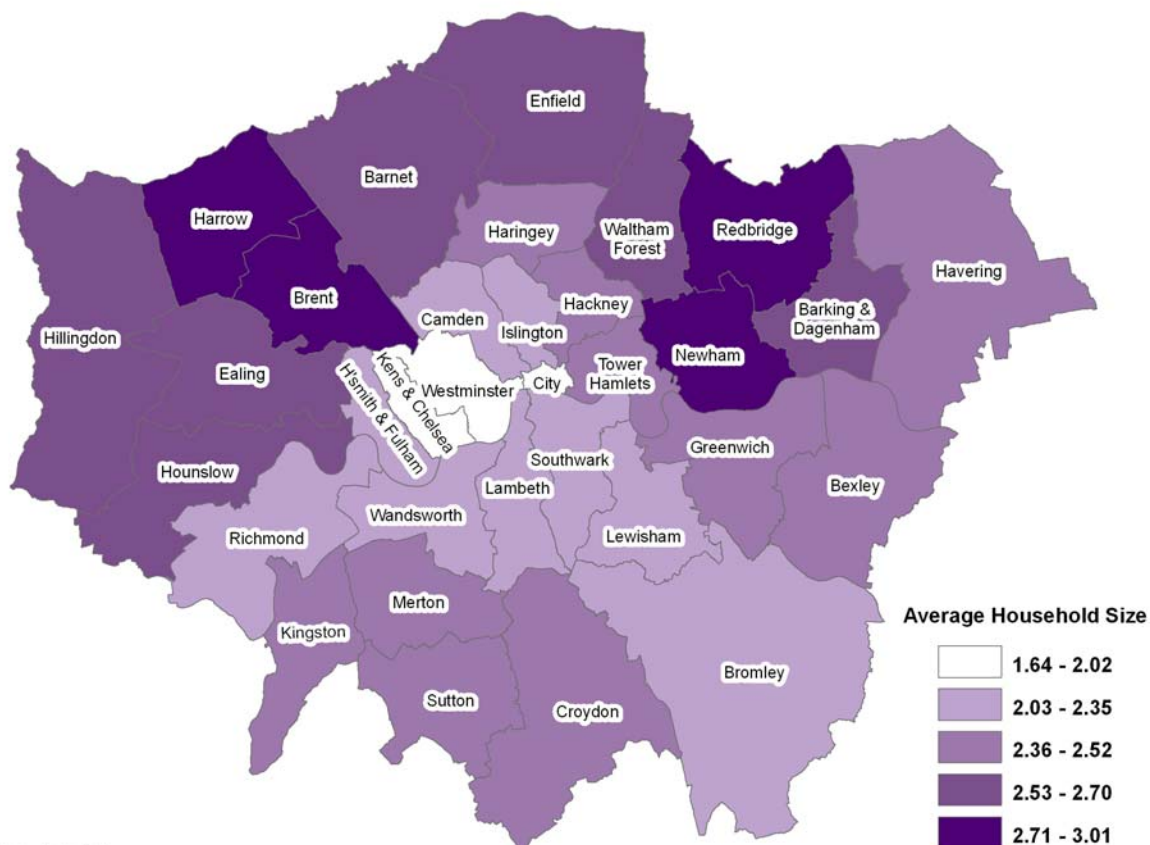 Enfield
Barnet
Harrow
Haringey
Waltham
Forest
Redbridge
Havering
Brent
Hackney
Camden
Islington
Barking &
Dagenham
Hillingdon
Ealing
Newham
Tower
Hamlets
Kens & Chelsea
Westminster
City
H'smith & Fulham
Greenwich
Hounslow
Southwark
Bexley
Lambeth
Wandsworth
Richmond
Lewisham
Merton
Kingston
Bromley
Sutton
Croydon
Average Household Size
1.64 - 2.02
2.03 - 2.35
2.36 - 2.52
2.53 - 2.70
2.71 - 3.01